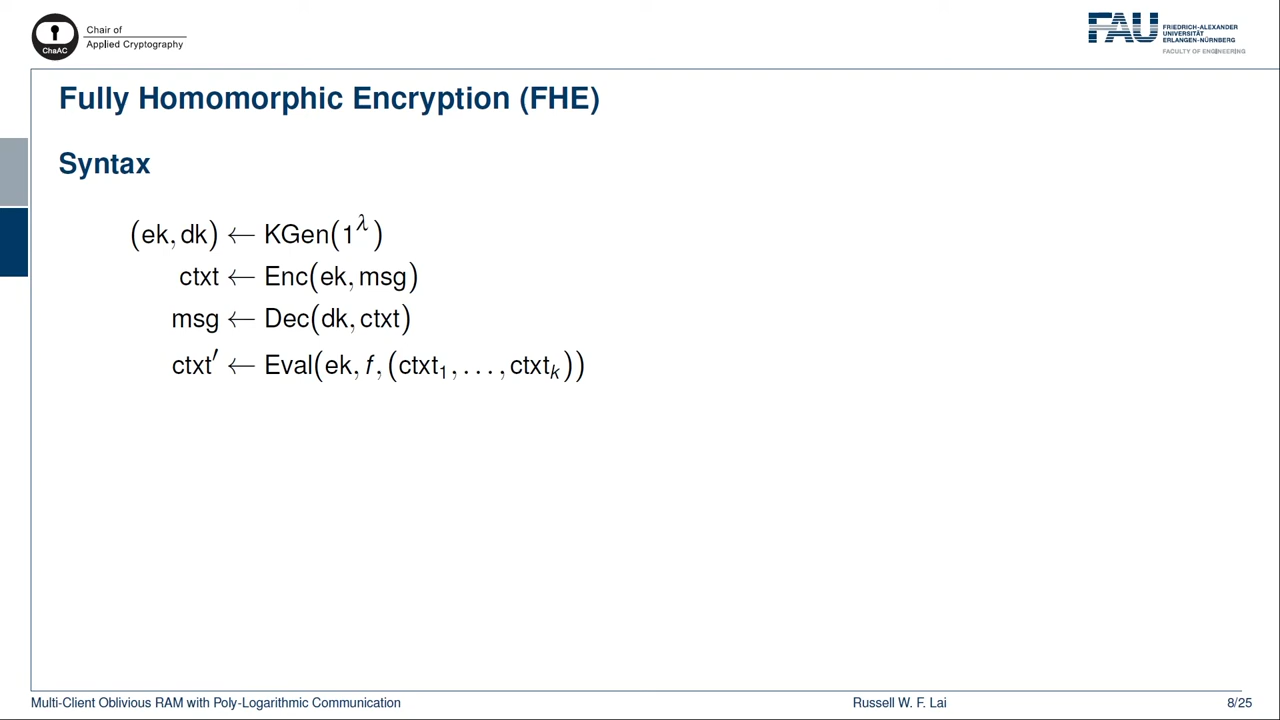 ChaAC
Chair of
Applied Cryptography
FAU
FRIEDRICH-ALEXANDER
UNIVERSITÄT
ERLANGEN-NÜRNBERG
FACULTY OF ENGINEERING
Fully Homomorphic Encryption (FHE)
Syntax
(ek, dk) ← KGen(1^λ)
ctxt ← Enc(ek, msg)
msg ← Dec(dk, ctxt)
ctxt′ ← Eval(ek, f, (ctxt₁, . . . , ctxtₖ))
Multi-Client Oblivious RAM with Poly-Logarithmic Communication
Russell W. F. Lai
8/25